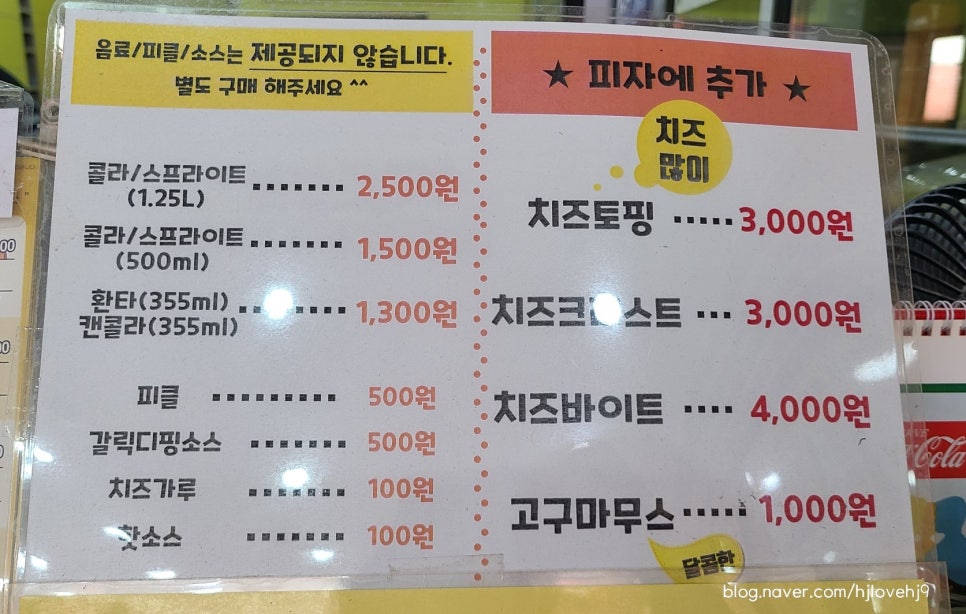 음료/피클/소스는 제공되지 않습니다.
별도 구매 해주세요 ^^
콜라/스프라이트 2,500원
(1.25L)
콜라/스프라이트 1,500원
(500ml)
환타(355ml) 1,300원
캔콜라(355ml)
피클 500원
갈릭디핑소스 500원
치즈가루 100원
핫소스 100원
★ 피자에 추가 ★
치즈
많이
치즈토핑 3,000원
치즈크러스트 3,000원
치즈바이트 4,000원
고구마무스 1,000원
달콤한
Cola
blog.naver.com/hjlovehj9